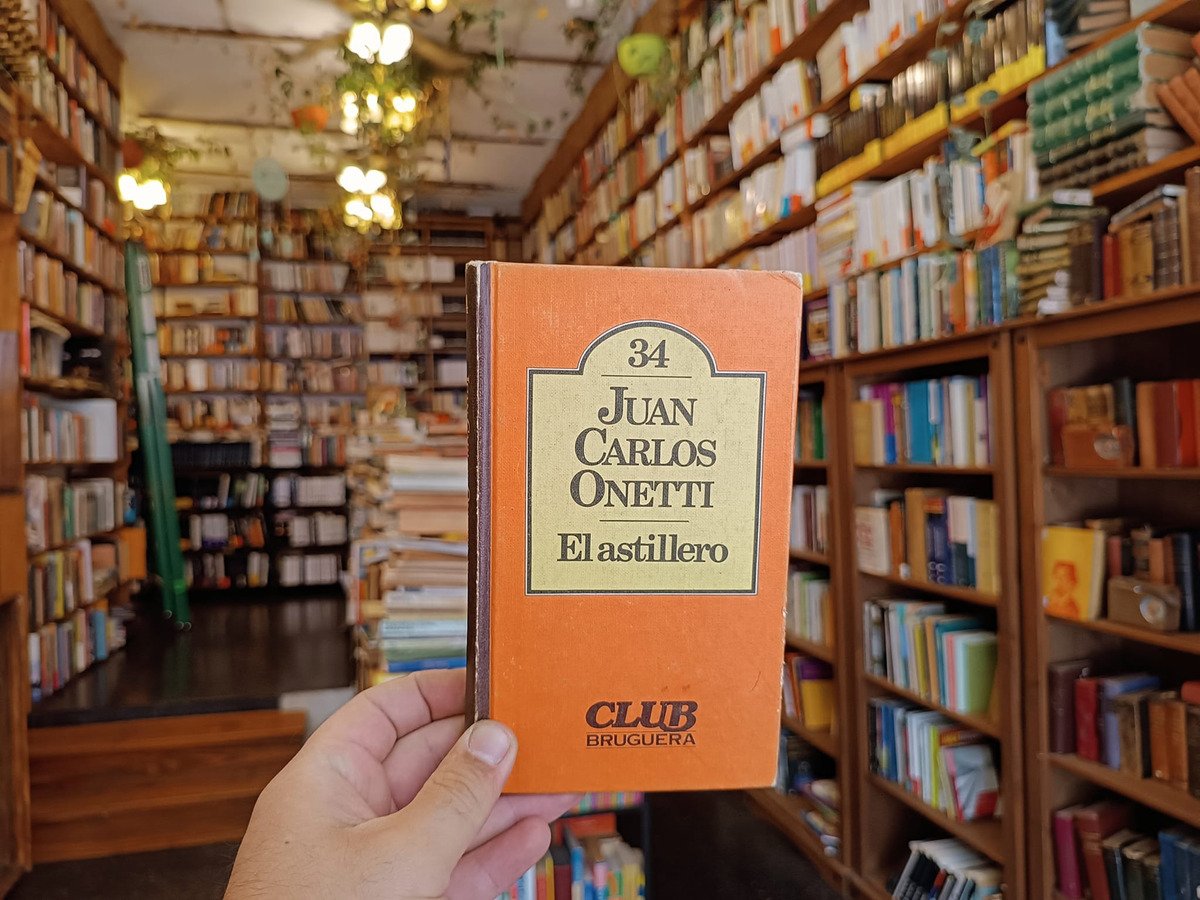 34
JUAN
CARLOS
ONETTI
El astillero
CLUB
BRUGUERA